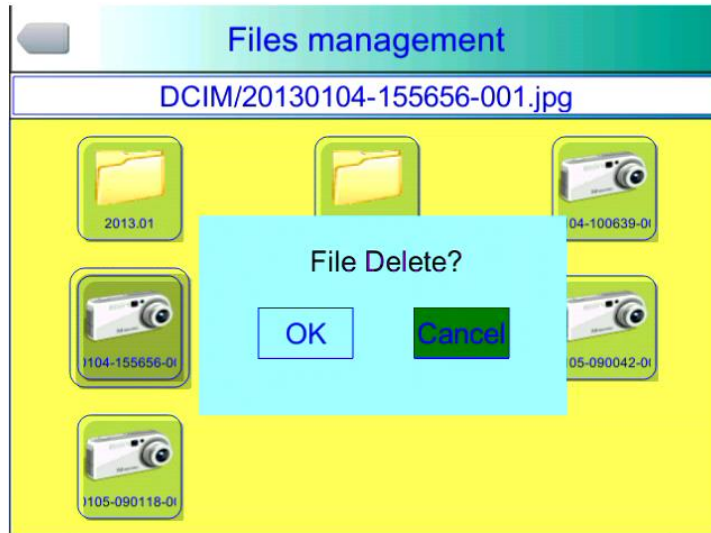 Files management
DCIM/20130104-155656-001.jpg
2013.01
04-100639-0
File Delete?
OK
Cancel
0104-155656-0
05-090042-0
0105-090118-0